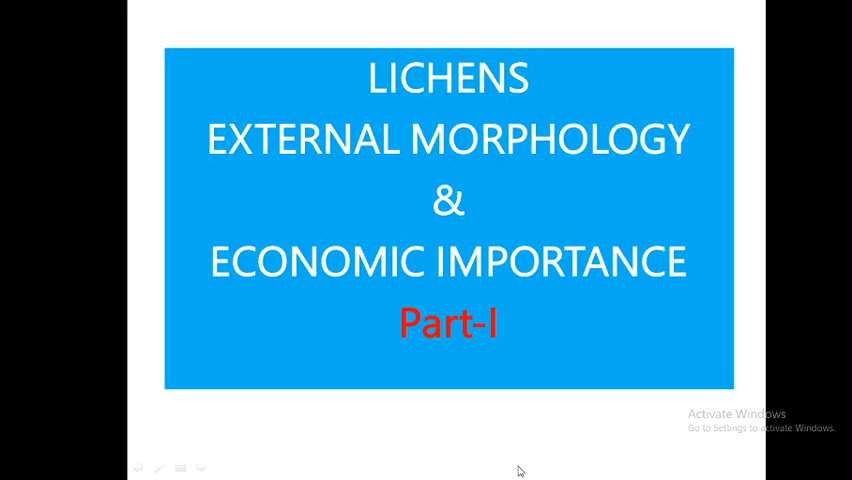 LICHENS
EXTERNAL MORPHOLOGY
&
ECONOMIC IMPORTANCE
Part-I
Activate Windows
Go to Settings to activate Windows.